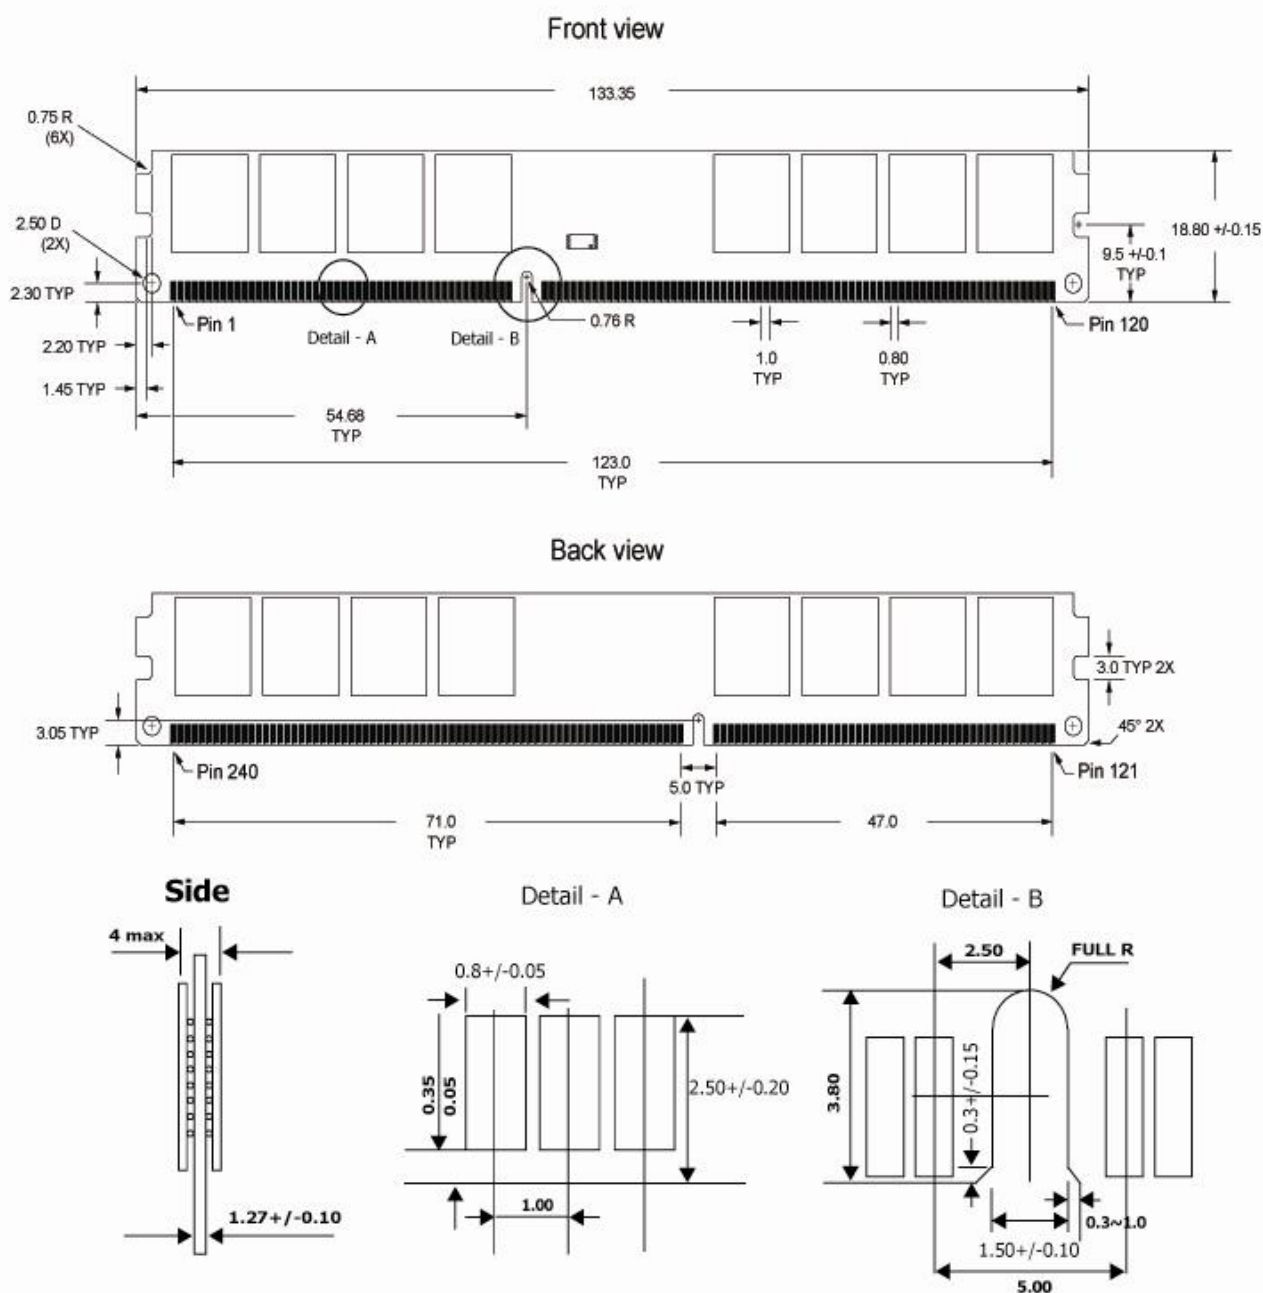 Front view
133.35
0.75 R
(6X)
2.50 D
(2X)
18.80 +/-0.15
9.5 +/-0.1
TYP
2.30 TYP
Pin 1
Detail - A
Detail - B
0.76 R
Pin 120
2.20 TYP
1.0
TYP
0.80
TYP
1.45 TYP
54.68
TYP
123.0
TYP
Back view
3.0 TYP 2X
3.05 TYP
45° 2X
Pin 240
5.0 TYP
Pin 121
71.0
TYP
47.0
Side
4 max
1.27+/-0.10
Detail - A
0.8+/-0.05
0.35
0.05
2.50+/-0.20
1.00
Detail - B
2.50
FULL R
3.80
0.3+/-0.15
0.3~1.0
1.50+/-0.10
5.00